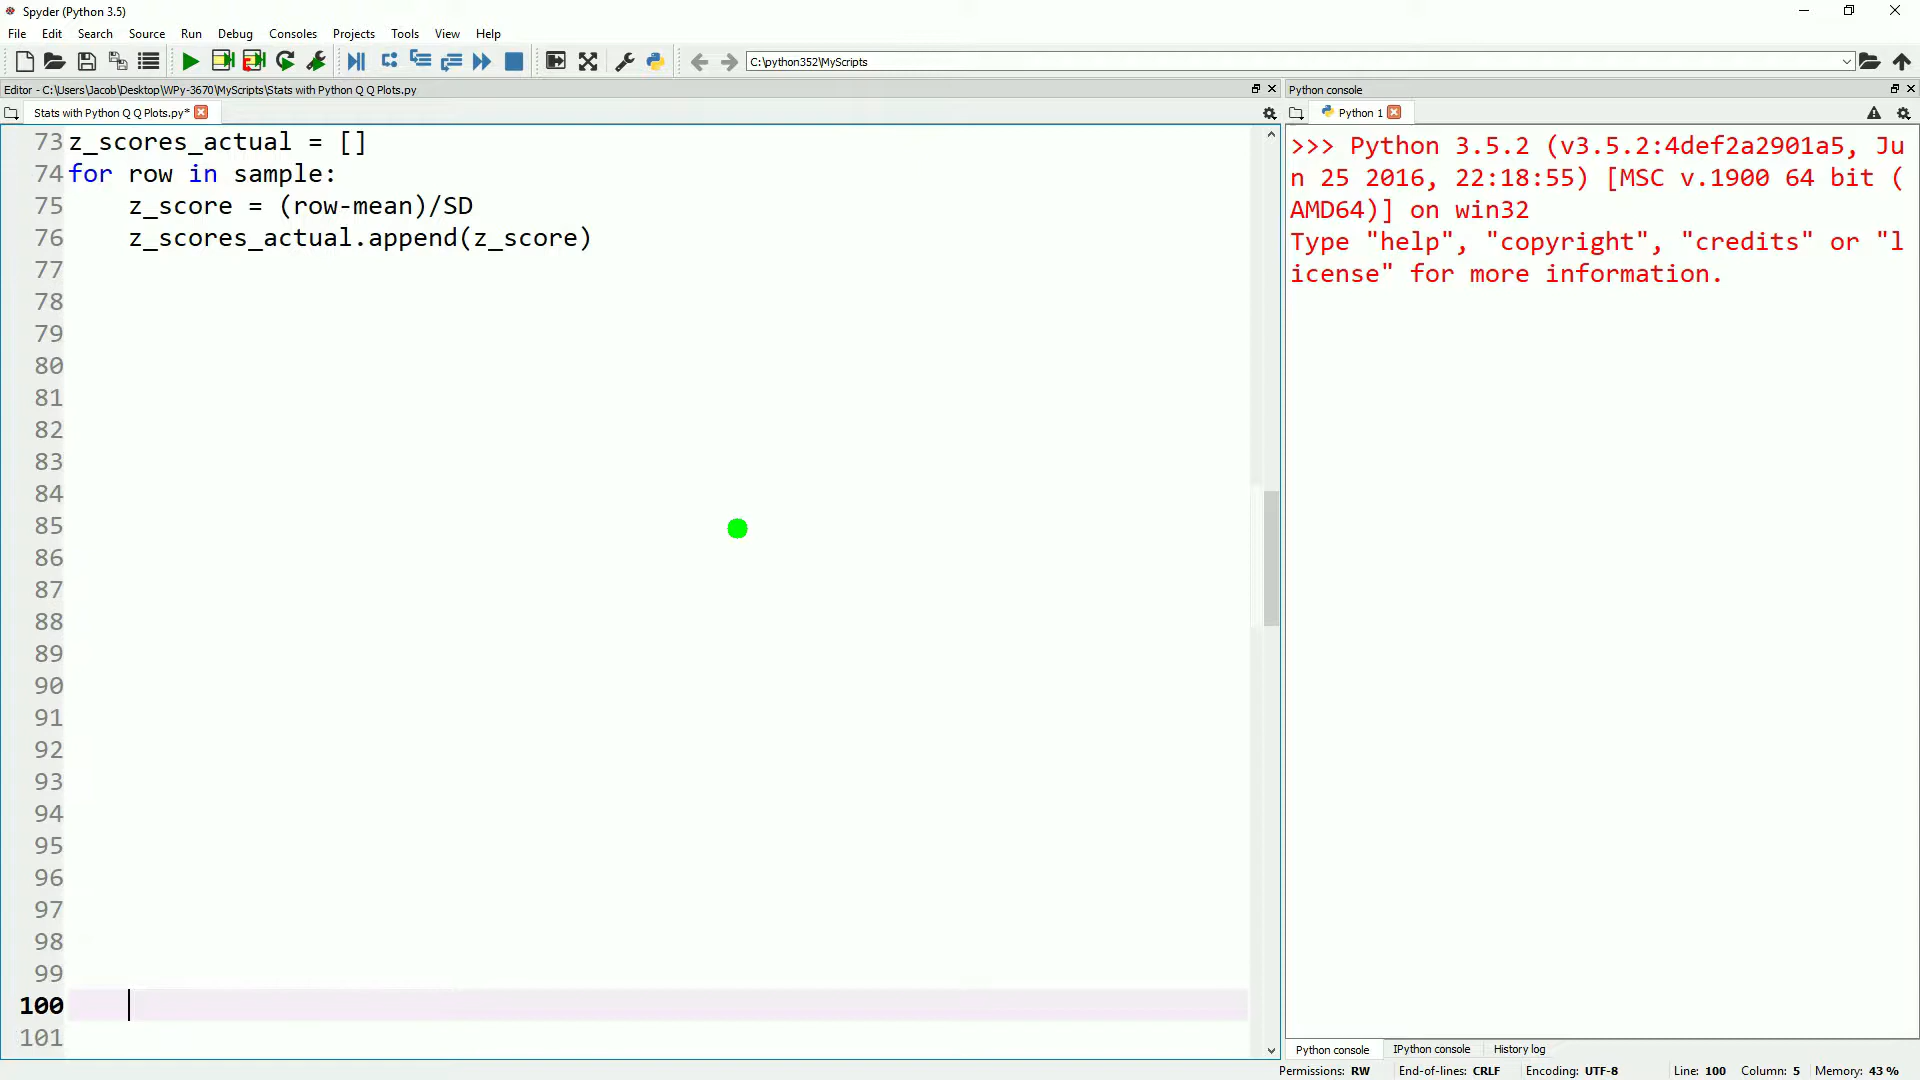 Spyder (Python 3.5)
File Edit Search Source Run Debug Consoles Projects Tools View Help
C:\python352\MyScripts
Editor - C:\Users\Jacob\Desktop\WPy-3670\MyScripts\Stats with Python Q Q Plots.py
Python console
Stats with Python Q Q Plots.py*
Python 1
73 z_scores_actual = []
74 for row in sample:
75 z_score = (row-mean)/SD
76 z_scores_actual.append(z_score)
77
78
79
80
81
82
83
84
85
86
87
88
89
90
91
92
93
94
95
96
97
98
99
100
101
>>> Python 3.5.2 (v3.5.2:4def2a2901a5, Ju
n 25 2016, 22:18:55) [MSC v.1900 64 bit (
AMD64)] on win32
Type "help", "copyright", "credits" or "l
icense" for more information.
Python console IPython console History log
Permissions: RW End-of-lines: CRLF Encoding: UTF-8 Line: 100 Column: 5 Memory: 43 %